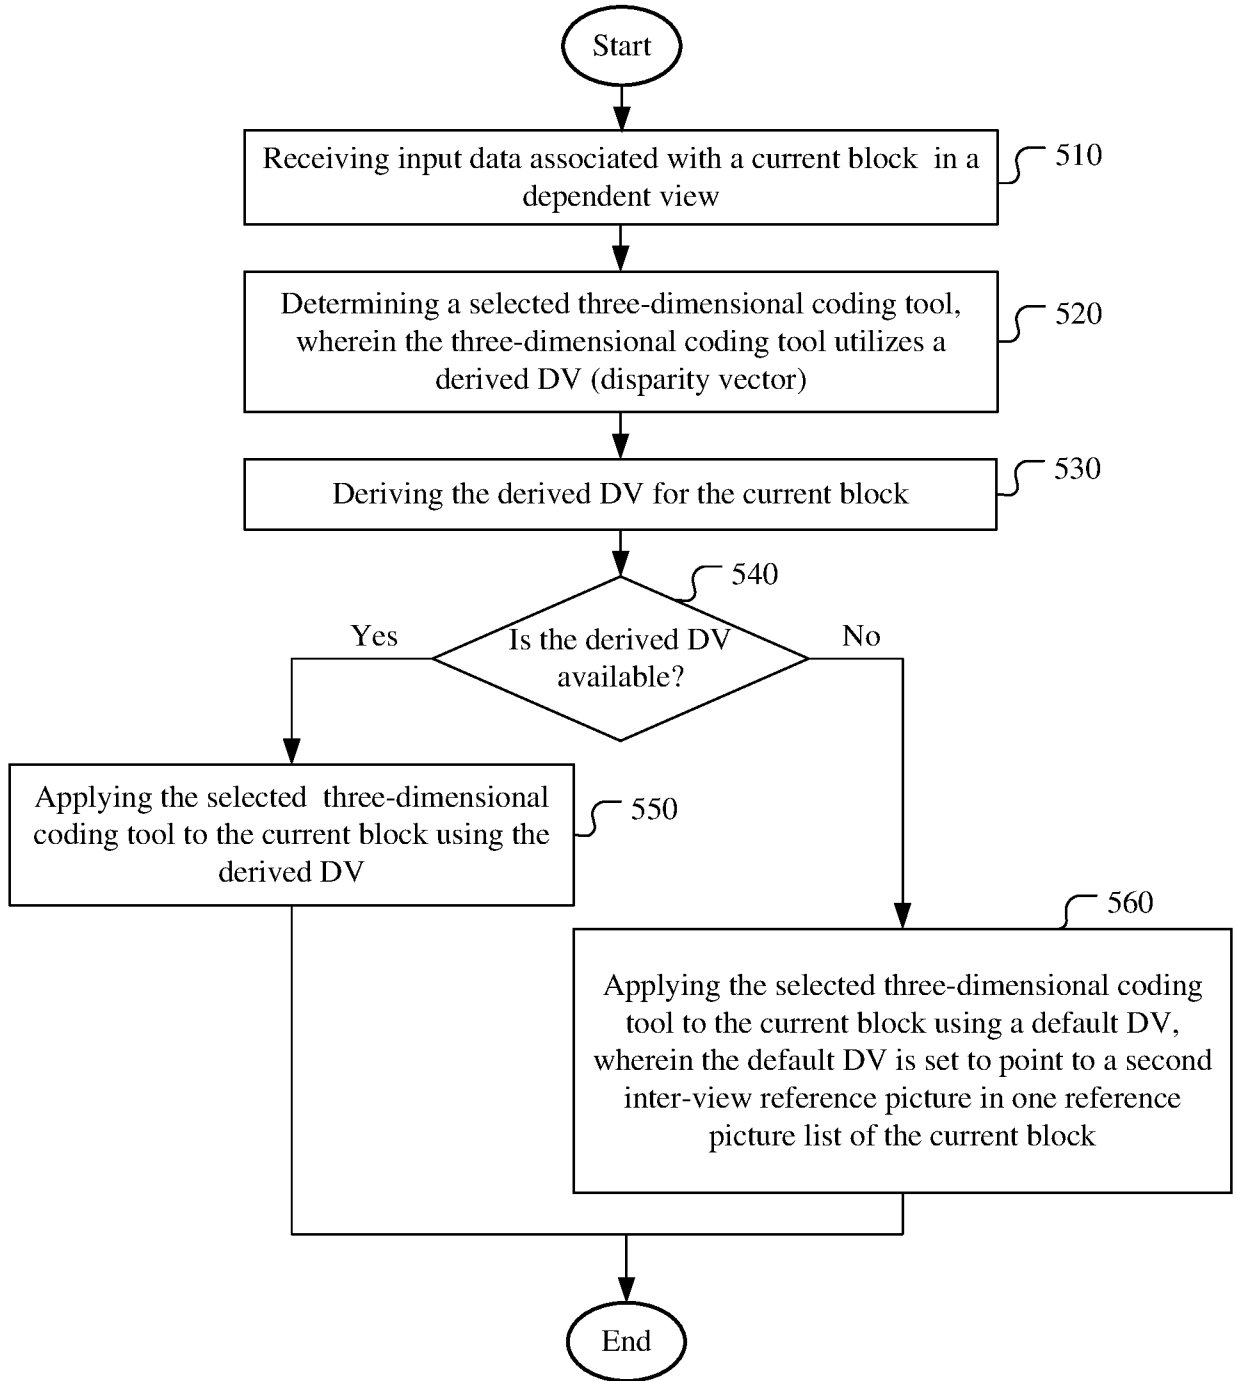 Start
Receiving input data associated with a current block in a
dependent view
510
Determining a selected three-dimensional coding tool,
wherein the three-dimensional coding tool utilizes a
derived DV (disparity vector)
520
Deriving the derived DV for the current block
530
540
Is the derived DV
available?
Yes
No
Applying the selected three-dimensional
coding tool to the current block using the
derived DV
550
560
Applying the selected three-dimensional coding
tool to the current block using a default DV,
wherein the default DV is set to point to a second
inter-view reference picture in one reference
picture list of the current block
End